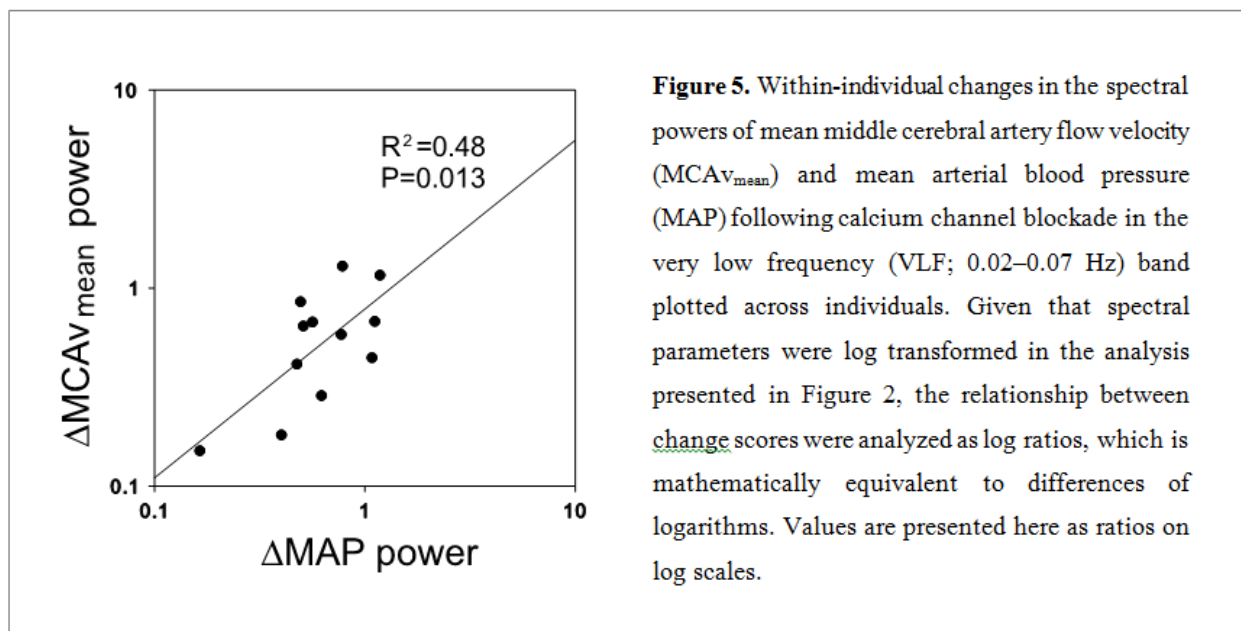 10
1
0.1
ΔMCAvmean power
R²=0.48
P=0.013
0.1 1 10
ΔMAP power
Figure 5. Within-individual changes in the spectral
powers of mean middle cerebral artery flow velocity
(MCAvmean) and mean arterial blood pressure
(MAP) following calcium channel blockade in the
very low frequency (VLF; 0.02–0.07 Hz) band
plotted across individuals. Given that spectral
parameters were log transformed in the analysis
presented in Figure 2, the relationship between
change scores were analyzed as log ratios, which is
mathematically equivalent to differences of
logarithms. Values are presented here as ratios on
log scales.